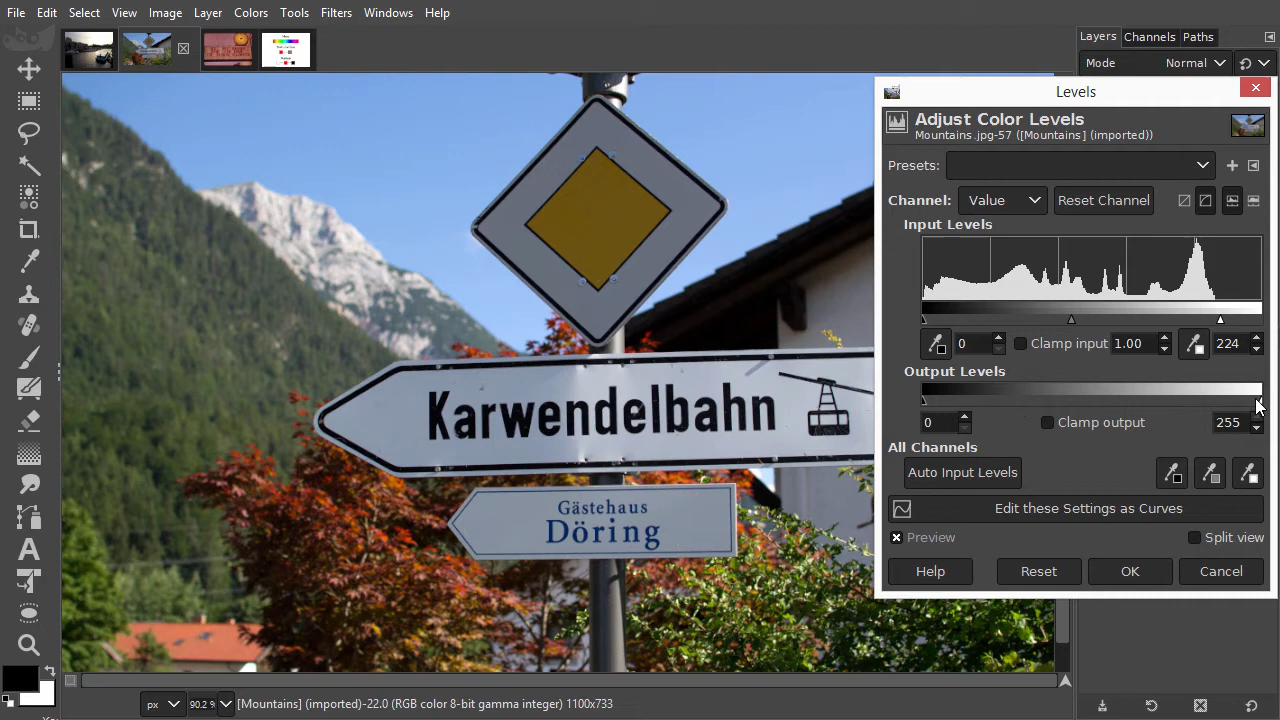 File Edit Select View Image Layer Colors Tools Filters Windows Help
Layers Channels Paths
Mode Normal
Levels
Adjust Color Levels
Mountains.jpg-57 ([Mountains] (imported))
Presets:
Channel: Value Reset Channel
Input Levels
0 Clamp input 1.00 224
Output Levels
0 Clamp output 255
All Channels
Auto Input Levels
Edit these Settings as Curves
Preview Split view
Help Reset OK Cancel
Karwendelbahn
Gästehaus
Döring
px 90.2 % [Mountains] (imported)-22.0 (RGB color 8-bit gamma integer) 1100x733